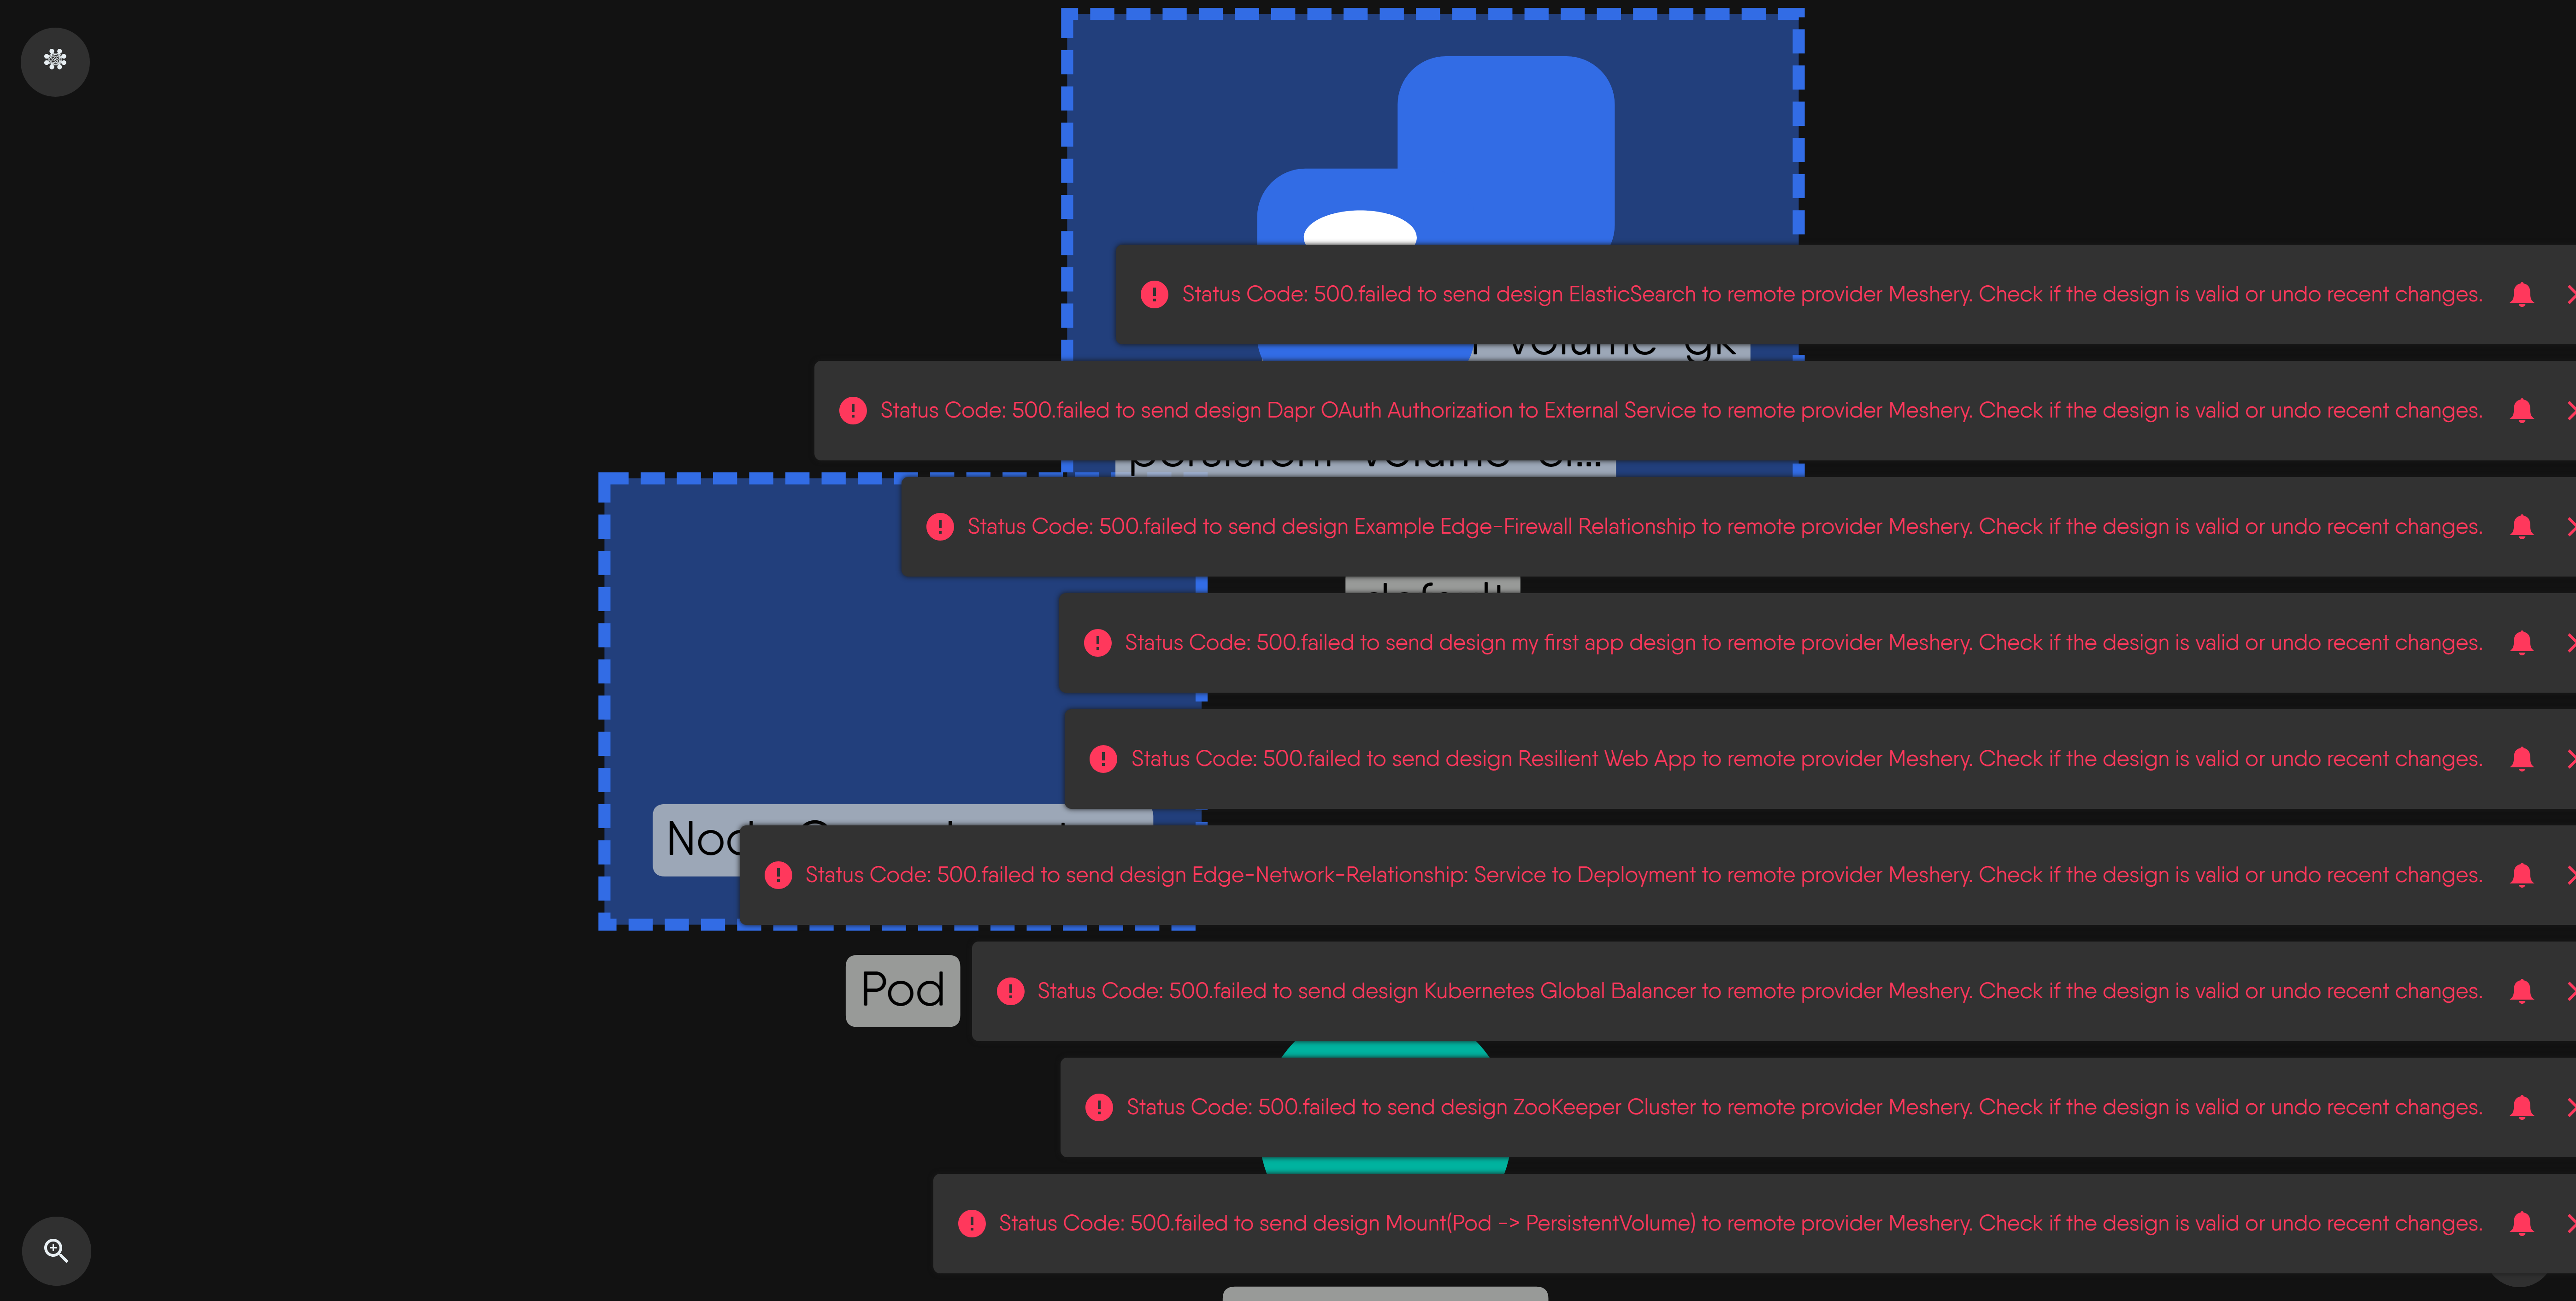 Status Code: 500.failed to send design ElasticSearch to remote provider Meshery. Check if the design is valid or undo recent changes.
volume gk
Status Code: 500.failed to send design Dapr OAuth Authorization to External Service to remote provider Meshery. Check if the design is valid or undo recent changes.
persistent volume
Status Code: 500.failed to send design Example Edge-Firewall Relationship to remote provider Meshery. Check if the design is valid or undo recent changes.
default
Status Code: 500.failed to send design my first app design to remote provider Meshery. Check if the design is valid or undo recent changes.
Status Code: 500.failed to send design Resilient Web App to remote provider Meshery. Check if the design is valid or undo recent changes.
Status Code: 500.failed to send design Edge-Network-Relationship: Service to Deployment to remote provider Meshery. Check if the design is valid or undo recent changes.
Pod
Status Code: 500.failed to send design Kubernetes Global Balancer to remote provider Meshery. Check if the design is valid or undo recent changes.
Status Code: 500.failed to send design ZooKeeper Cluster to remote provider Meshery. Check if the design is valid or undo recent changes.
Status Code: 500.failed to send design Mount(Pod -> PersistentVolume) to remote provider Meshery. Check if the design is valid or undo recent changes.